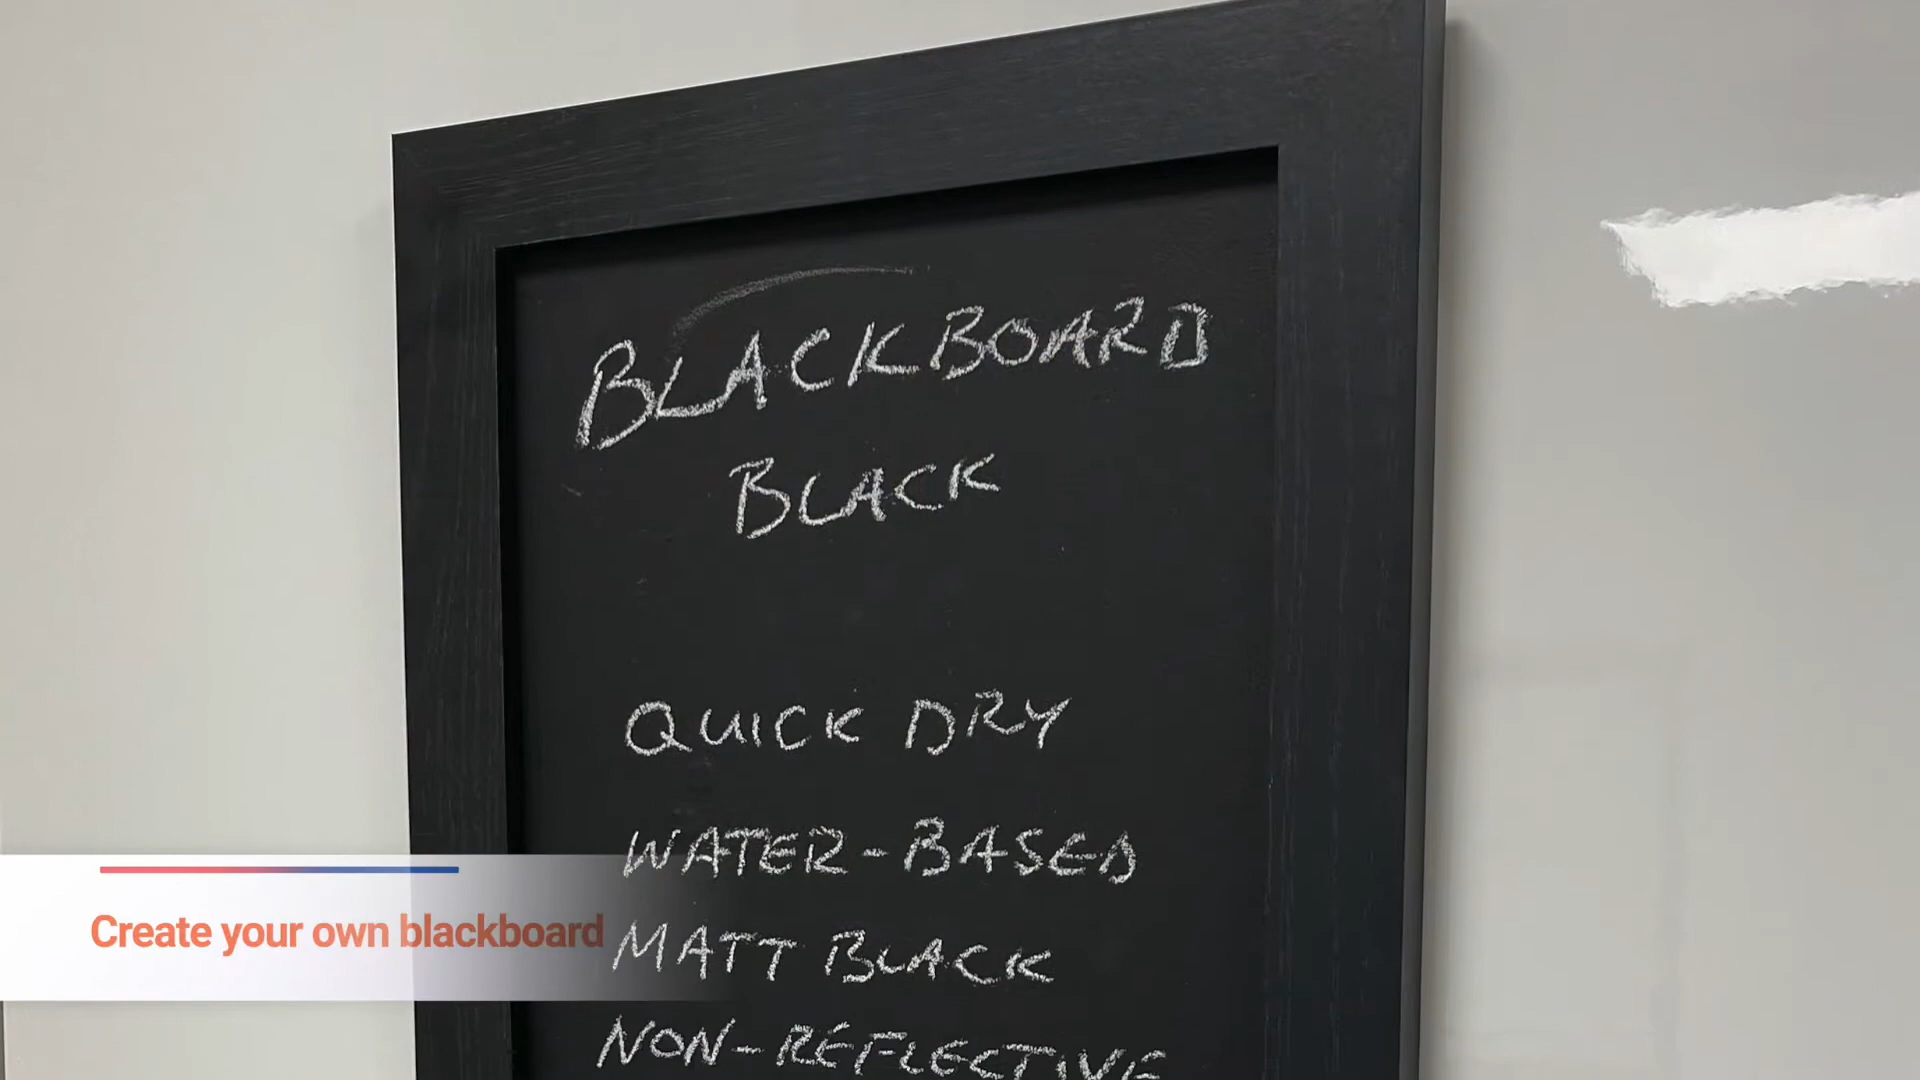 BLACKBOARD
BLACK
QUICK DRY
WATER-BASED
MATT BLACK
NON-REFLECTIVE
Create your own blackboard